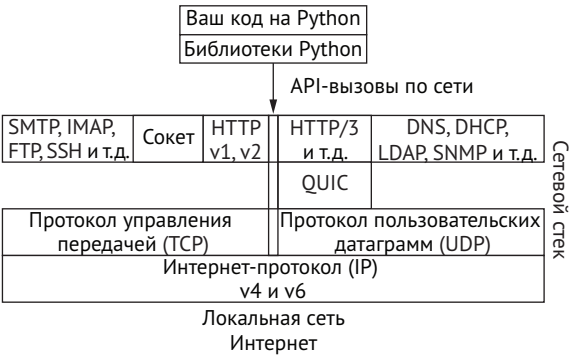 Ваш код на Python
Библиотеки Python
API-вызовы по сети
SMTP, IMAP,
FTP, SSH и т.д.
Сокет
HTTP
v1, v2
HTTP/3
и т.д.
DNS, DHCP,
LDAP, SNMP и т.д.
QUIC
Протокол управления
передачей (TCP)
Протокол пользовательских
датаграмм (UDP)
Интернет-протокол (IP)
v4 и v6
Сетевой стек
Локальная сеть
Интернет